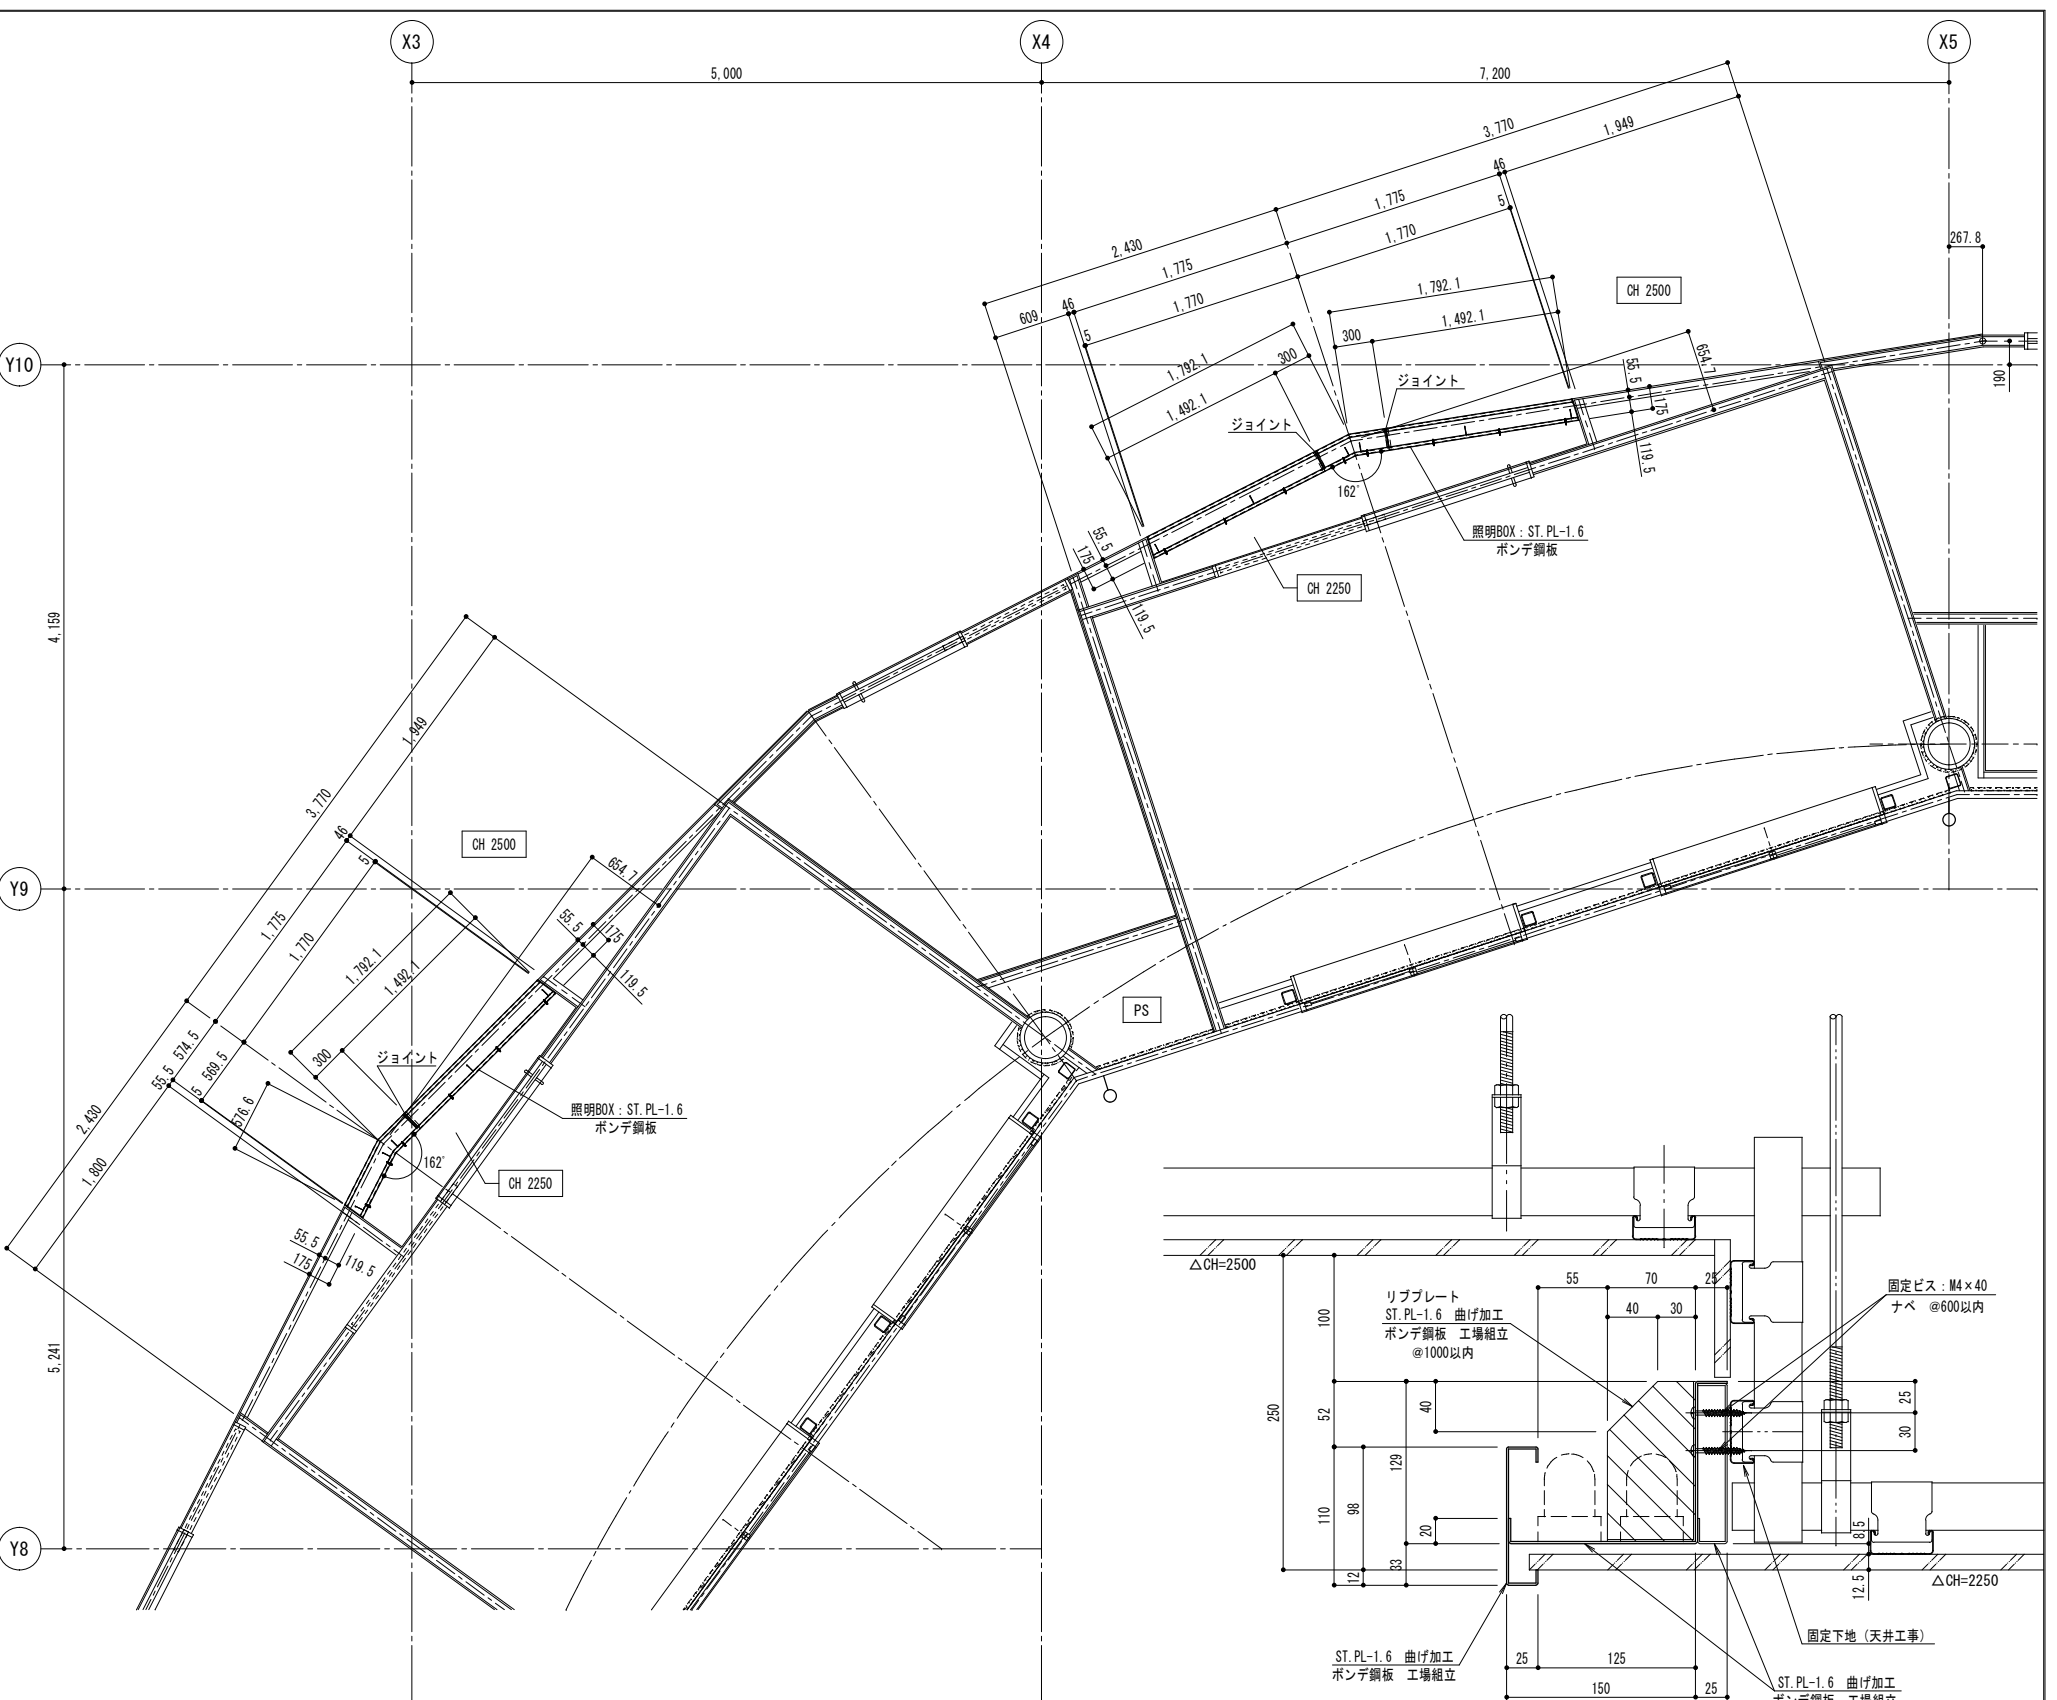 X3
X4
X5
5,000
7,200
3,770
1,949
46
1,775
5
2,430
1,770
1,775
267.8
46
1,770
1,792.1
CH 2500
609
5
1,492.1
300
654.7
Y10
1,792.1
300
55.5
190
ジョイント
175
1,492.1
ジョイント
119.5
162°
照明BOX：ST.PL-1.6
ボンデ鋼板
55.5
175
CH 2250
119.5
4,159
1,949
3,770
46
CH 2500
5
654.7
Y9
1,775
1,770
55.5
175
1,792.1
1,492.1
119.5
PS
574.5
569.5
300
ジョイント
55.5
5
576.6
照明BOX：ST.PL-1.6
ボンデ鋼板
2,430
162°
1,800
CH 2250
55.5
175
119.5
△CH=2500
5,241
Y8
55
70
25
固定ビス：M4×40
ナベ　@600以内
リブプレート
ST.PL-1.6　曲げ加工
ボンデ鋼板　工場組立
@1000以内
40
30
100
250
52
40
129
25
30
110
98
20
33
12
8.5
12.5
△CH=2250
固定下地（天井工事）
ST.PL-1.6　曲げ加工
ボンデ鋼板　工場組立
25
125
150
25
ST.PL-1.6　曲げ加工
ボンデ鋼板　工場組立